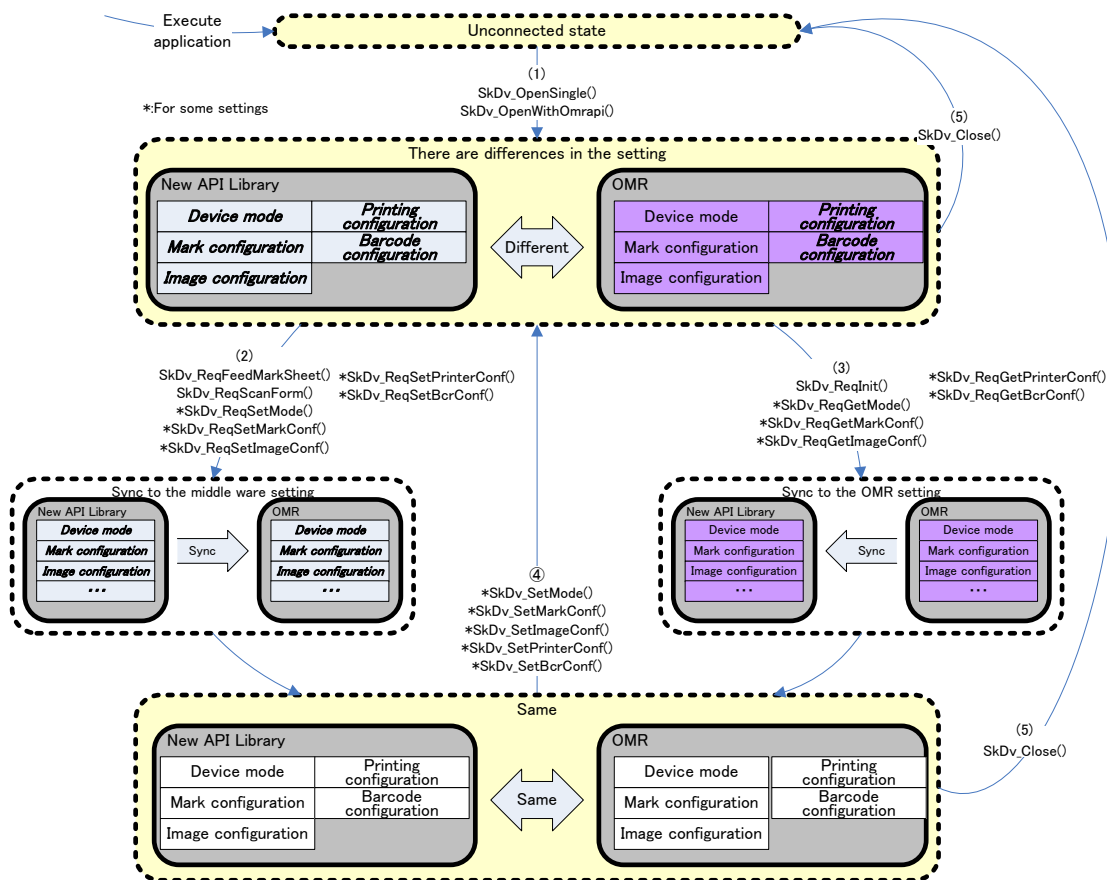 Execute
application
Unconnected state
(1)
SkDv_OpenSingle()
SkDv_OpenWithOmrapi()
*:For some settings
(5)
SkDv_Close()
There are differences in the setting
New API Library
Device mode
Printing
configuration
Mark configuration
Barcode
configuration
Image configuration
Different
OMR
Device mode
Printing
configuration
Mark configuration
Barcode
configuration
Image configuration
(2)
SkDv_ReqFeedMarkSheet()
SkDv_ReqScanForm()
*SkDv_ReqSetMode()
*SkDv_ReqSetMarkConf()
*SkDv_ReqSetImageConf()
*SkDv_ReqSetPrinterConf()
*SkDv_ReqSetBcrConf()
(3)
SkDv_ReqInit()
*SkDv_ReqGetMode()
*SkDv_ReqGetMarkConf()
*SkDv_ReqGetImageConf()
*SkDv_ReqGetPrinterConf()
*SkDv_ReqGetBcrConf()
Sync to the middle ware setting
New API Library
Device mode
Mark configuration
Image configuration
・・・
Sync
OMR
Device mode
Mark configuration
Image configuration
・・・
Sync to the OMR setting
New API Library
Device mode
Mark configuration
Image configuration
・・・
Sync
OMR
Device mode
Mark configuration
Image configuration
・・・
④
*SkDv_SetMode()
*SkDv_SetMarkConf()
*SkDv_SetImageConf()
*SkDv_SetPrinterConf()
*SkDv_SetBcrConf()
Same
New API Library
Device mode
Printing
configuration
Mark configuration
Barcode
configuration
Image configuration
Same
OMR
Device mode
Printing
configuration
Mark configuration
Barcode
configuration
Image configuration
(5)
SkDv_Close()